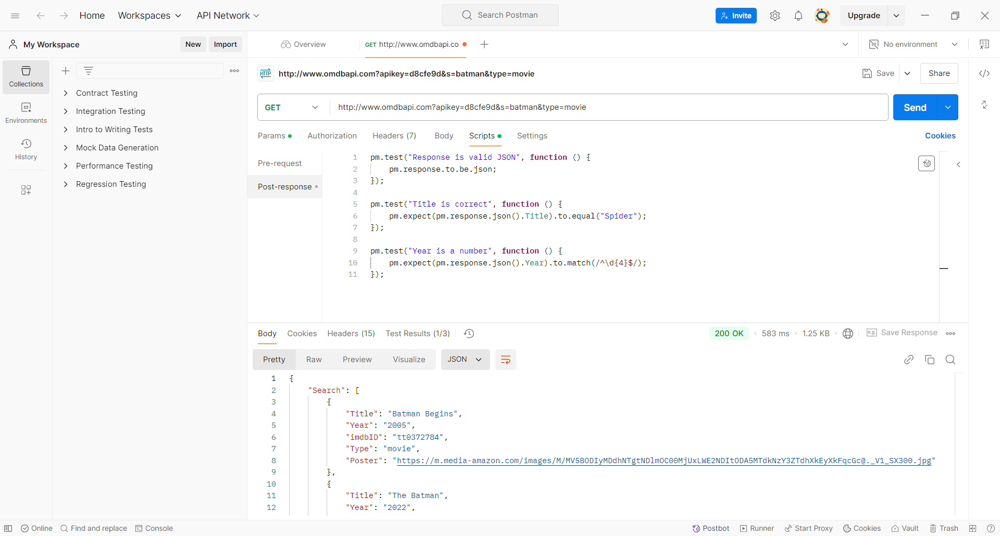 Home Workspaces API Network Search Postman Invite Upgrade
My Workspace New Import Overview GET http://www.omdbapi.co No environment
Collections
Environments
History
Contract Testing
Integration Testing
Intro to Writing Tests
Mock Data Generation
Performance Testing
Regression Testing
HTTP http://www.omdbapi.com?apikey=d8cfe9d&s=batman&type=movie Save Share
GET http://www.omdbapi.com?apikey=d8cfe9d&s=batman&type=movie Send
Params Authorization Headers (7) Body Scripts Settings Cookies
Pre-request
Post-response
1 pm.test("Response is valid JSON", function () {
2 pm.response.to.be.json;
3 });
4
5 pm.test("Title is correct", function () {
6 pm.expect(pm.response.json().Title).to.equal("Spider");
7 });
8
9 pm.test("Year is a number", function () {
10 pm.expect(pm.response.json().Year).to.match(/^\d{4}$/);
11 });
Body Cookies Headers (15) Test Results (1/3) 200 OK 583 ms 1.25 KB e.g. Save Response
Pretty Raw Preview Visualize JSON
1 {
2 "Search": [
3 {
4 "Title": "Batman Begins",
5 "Year": "2005",
6 "imdbID": "tt0372784",
7 "Type": "movie",
8 "Poster": "https://m.media-amazon.com/images/M/MV5BODIyMDdhNTgtNDlmOC00MjUxLWE2NDItODA5MTdkNzY3ZTdhXkEyXkFqcGc@._V1_SX300.jpg"
9 },
10 {
11 "Title": "The Batman",
12 "Year": "2022",
Online Find and replace Console Postbot Runner Start Proxy Cookies Vault Trash